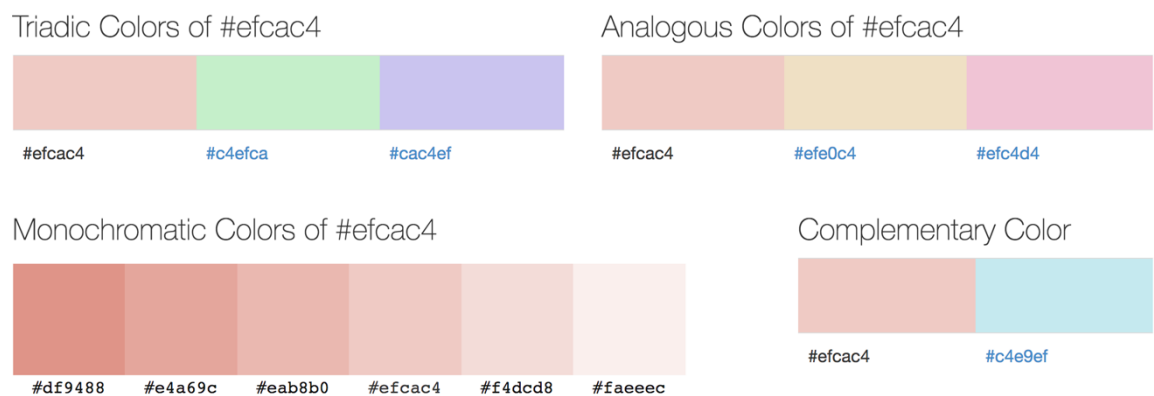 Triadic Colors of #efcac4
#efcac4 #c4efca #cac4ef
Analogous Colors of #efcac4
#efcac4 #efe0c4 #efc4d4
Monochromatic Colors of #efcac4
#df9488 #e4a69c #eab8b0 #efcac4 #f4dcd8 #faeeec
Complementary Color
#efcac4 #c4e9ef